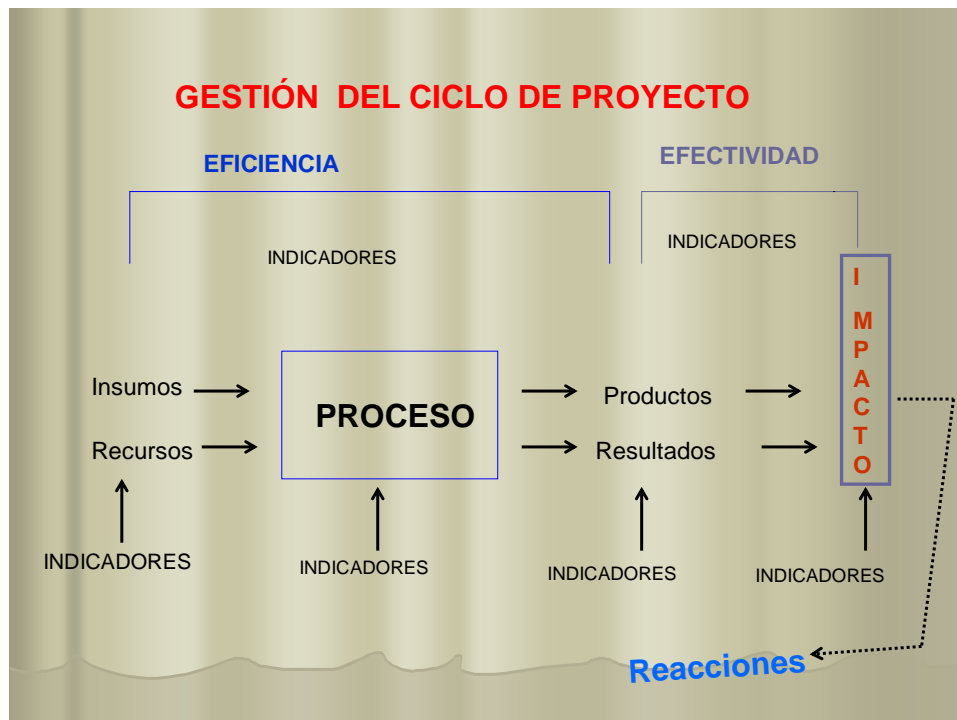 GESTIÓN DEL CICLO DE PROYECTO
EFICIENCIA
EFECTIVIDAD
INDICADORES
INDICADORES
I
M
P
A
C
T
O
Insumos
PROCESO
Productos
Recursos
Resultados
INDICADORES
INDICADORES
INDICADORES
INDICADORES
Reacciones